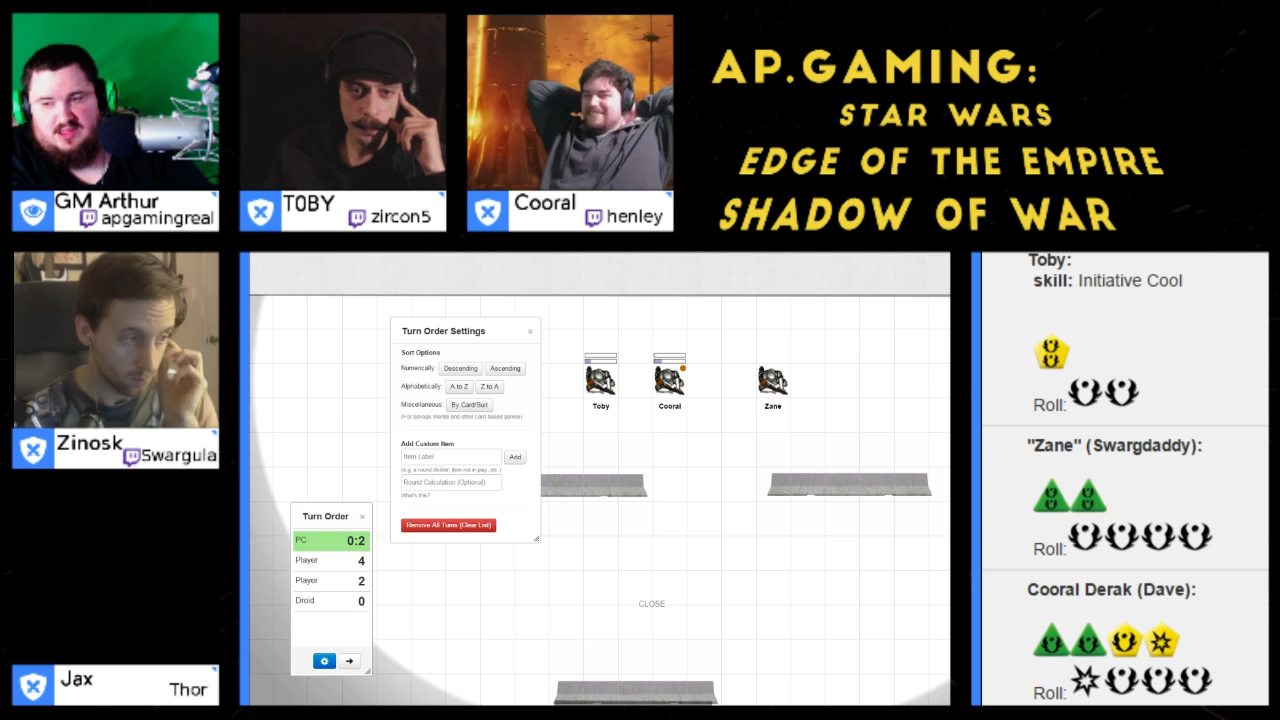 AP.GAMING:
STAR WARS
EDGE OF THE EMPIRE
SHADOW OF WAR
GM Arthur
apgamingreal
TOBY
zircon5
Cooral
henley
Zinosk
Swargula
Jax
Thor
Turn Order Settings
Sort Options
Numerically: Descending Ascending
Alphabetically: A to Z Z to A
Miscellaneous: By Card/Suit
(For Savage Worlds and other card-based games)
Add Custom Item
Item Label Add
(e.g. a round divider, item not in play, etc.)
Round Calculation (Optional)
What's this?
Remove All Turns (Clear List)
Turn Order
PC 0:2
Player 4
Player 2
Droid 0
Toby
Cooral
Zane
CLOSE
Toby:
skill: Initiative Cool
Roll:
"Zane" (Swargdaddy):
Roll:
Cooral Derak (Dave):
Roll: